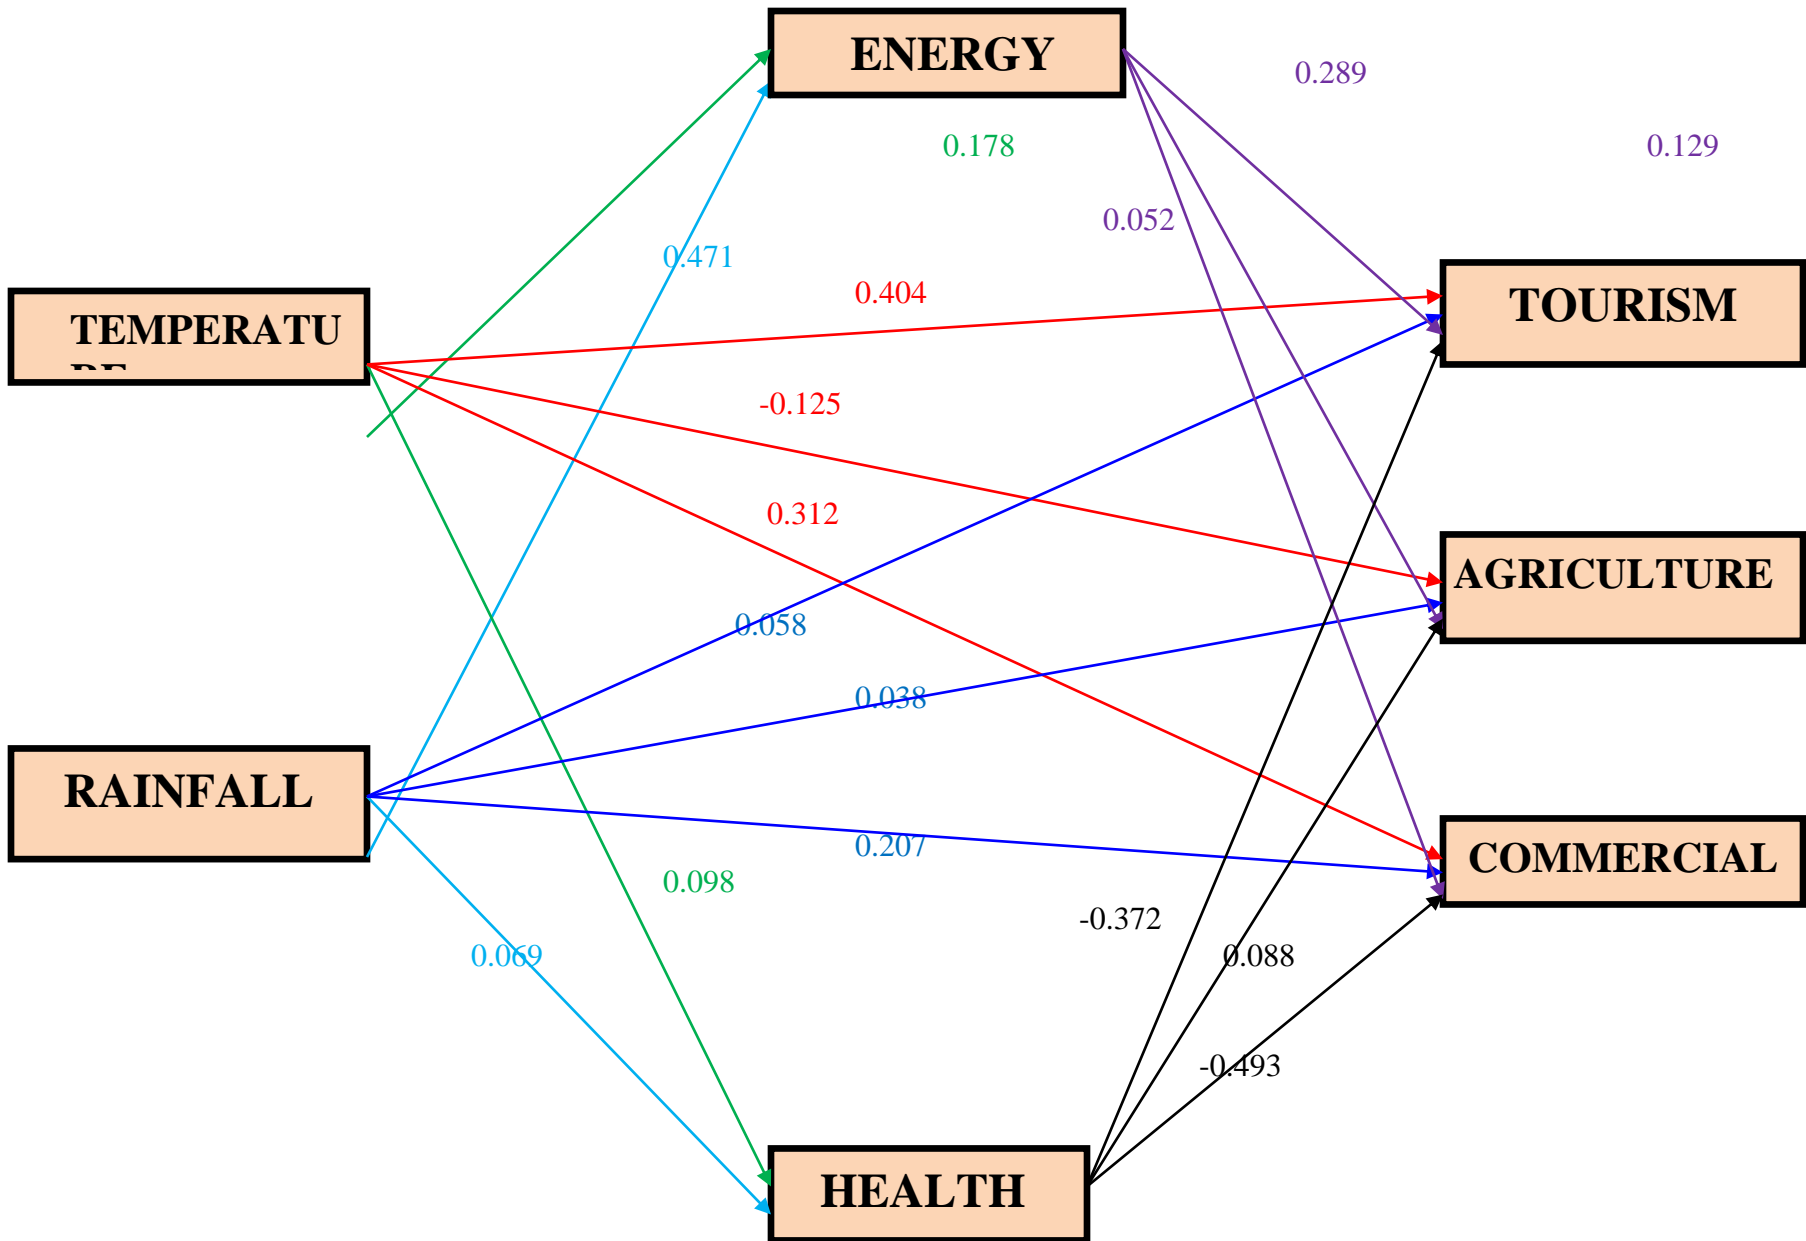 ENERGY
0.289
0.178
0.129
0.052
0.471
0.404
TOURISM
TEMPERATU
RE
-0.125
0.312
AGRICULTURE
0.058
0.038
RAINFALL
0.207
COMMERCIAL
0.098
-0.372
0.069
0.088
-0.493
HEALTH